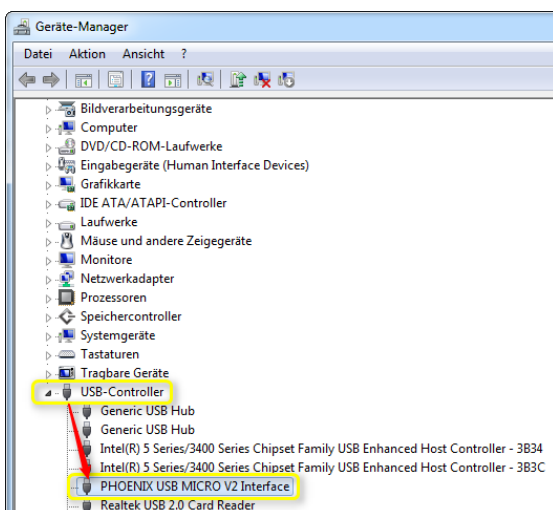 Geräte-Manager
Datei Aktion Ansicht ?
Bildverarbeitungsgeräte
Computer
DVD/CD-ROM-Laufwerke
Eingabegeräte (Human Interface Devices)
Grafikkarte
IDE ATA/ATAPI-Controller
Laufwerke
Mäuse und andere Zeigegeräte
Monitore
Netzwerkadapter
Prozessoren
Speichercontroller
Systemgeräte
Tastaturen
Tragbare Geräte
USB-Controller
Generic USB Hub
Generic USB Hub
Intel(R) 5 Series/3400 Series Chipset Family USB Enhanced Host Controller - 3B34
Intel(R) 5 Series/3400 Series Chipset Family USB Enhanced Host Controller - 3B3C
PHOENIX USB MICRO V2 Interface
Realtek USB 2.0 Card Reader